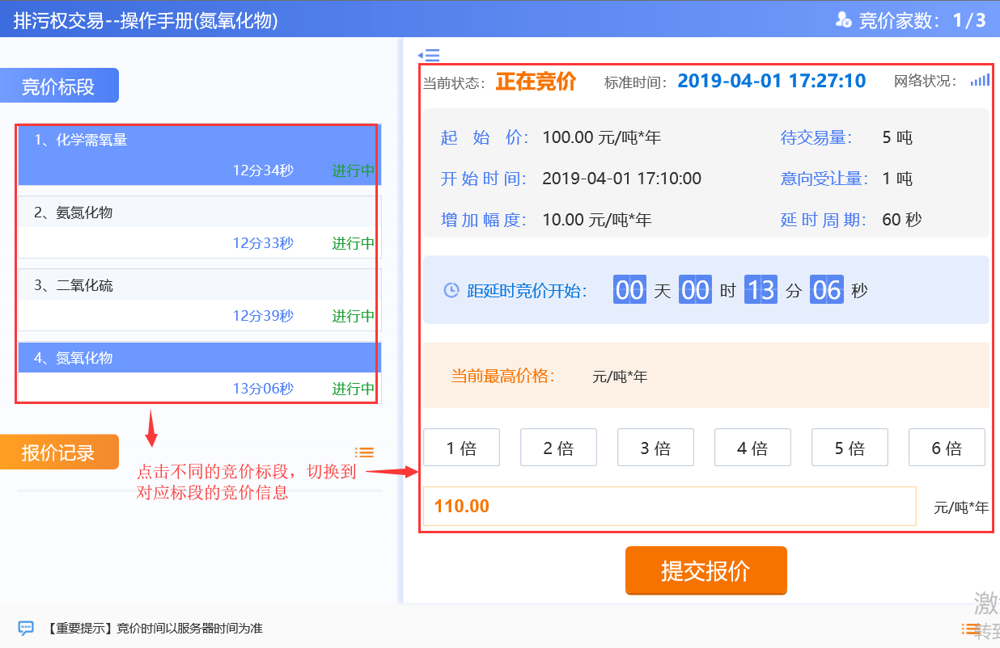 排污权交易--操作手册(氮氧化物)
竞价家数：1/3
竞价标段
1、化学需氧量
12分34秒 进行中
2、氨氮化物
12分33秒 进行中
3、二氧化硫
12分39秒 进行中
4、氮氧化物
13分06秒 进行中
报价记录
点击不同的竞价标段，切换到
对应标段的竞价信息
当前状态：正在竞价 标准时间：2019-04-01 17:27:10 网络状况：
起始价：100.00 元/吨*年 待交易量：5 吨
开始时间：2019-04-01 17:10:00 意向受让量：1 吨
增加幅度：10.00 元/吨*年 延时周期：60 秒
距延时竞价开始：00 天 00 时 13 分 06 秒
当前最高价格：元/吨*年
1 倍 2 倍 3 倍 4 倍 5 倍 6 倍
110.00 元/吨*年
提交报价
【重要提示】竞价时间以服务器时间为准
激
转到